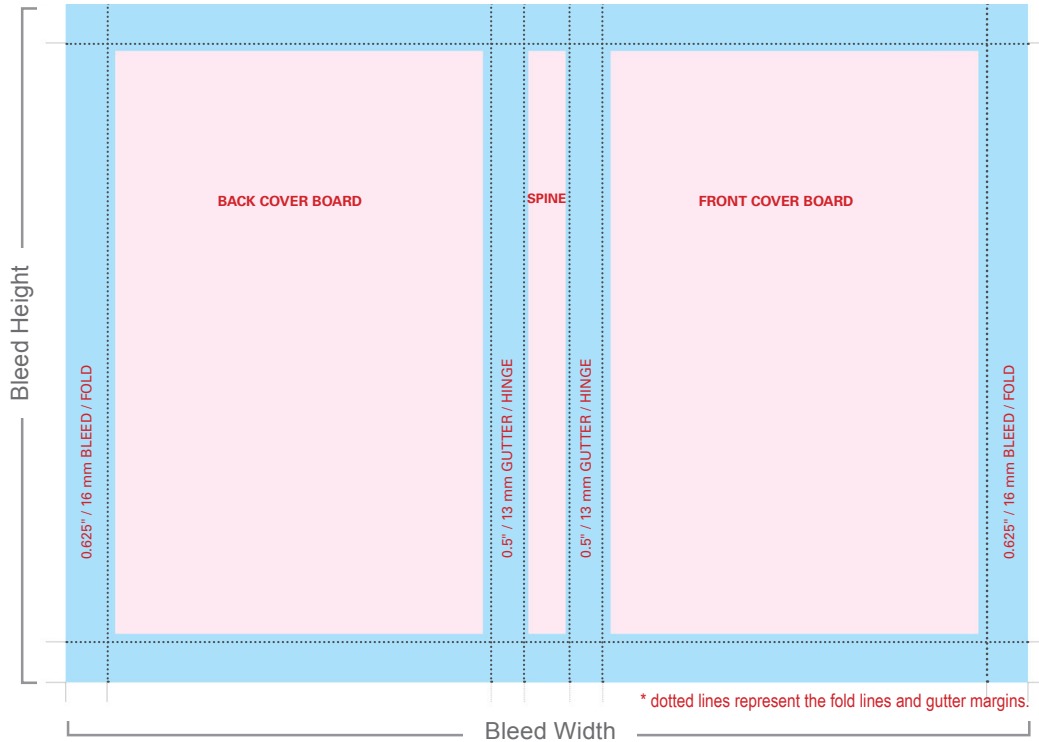 BACK COVER BOARD
SPINE
FRONT COVER BOARD
Bleed Height
0.625" / 16 mm BLEED / FOLD
0.5" / 13 mm GUTTER / HINGE
0.5" / 13 mm GUTTER / HINGE
0.625" / 16 mm BLEED / FOLD
* dotted lines represent the fold lines and gutter margins.
Bleed Width